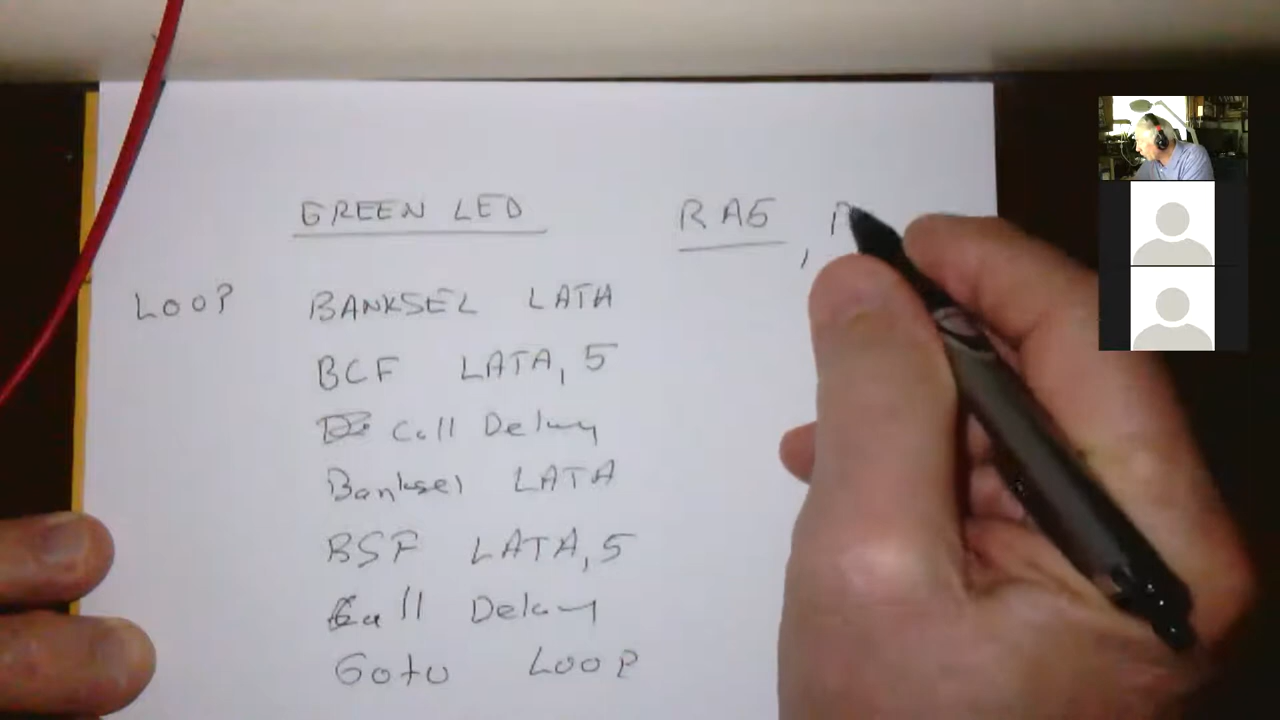 GREEN LED RA5,
LOOP BANKSEL LATA
BCF LATA, 5
Call Delay
Banksel LATA
BSF LATA, 5
Call Delay
Goto LOOP